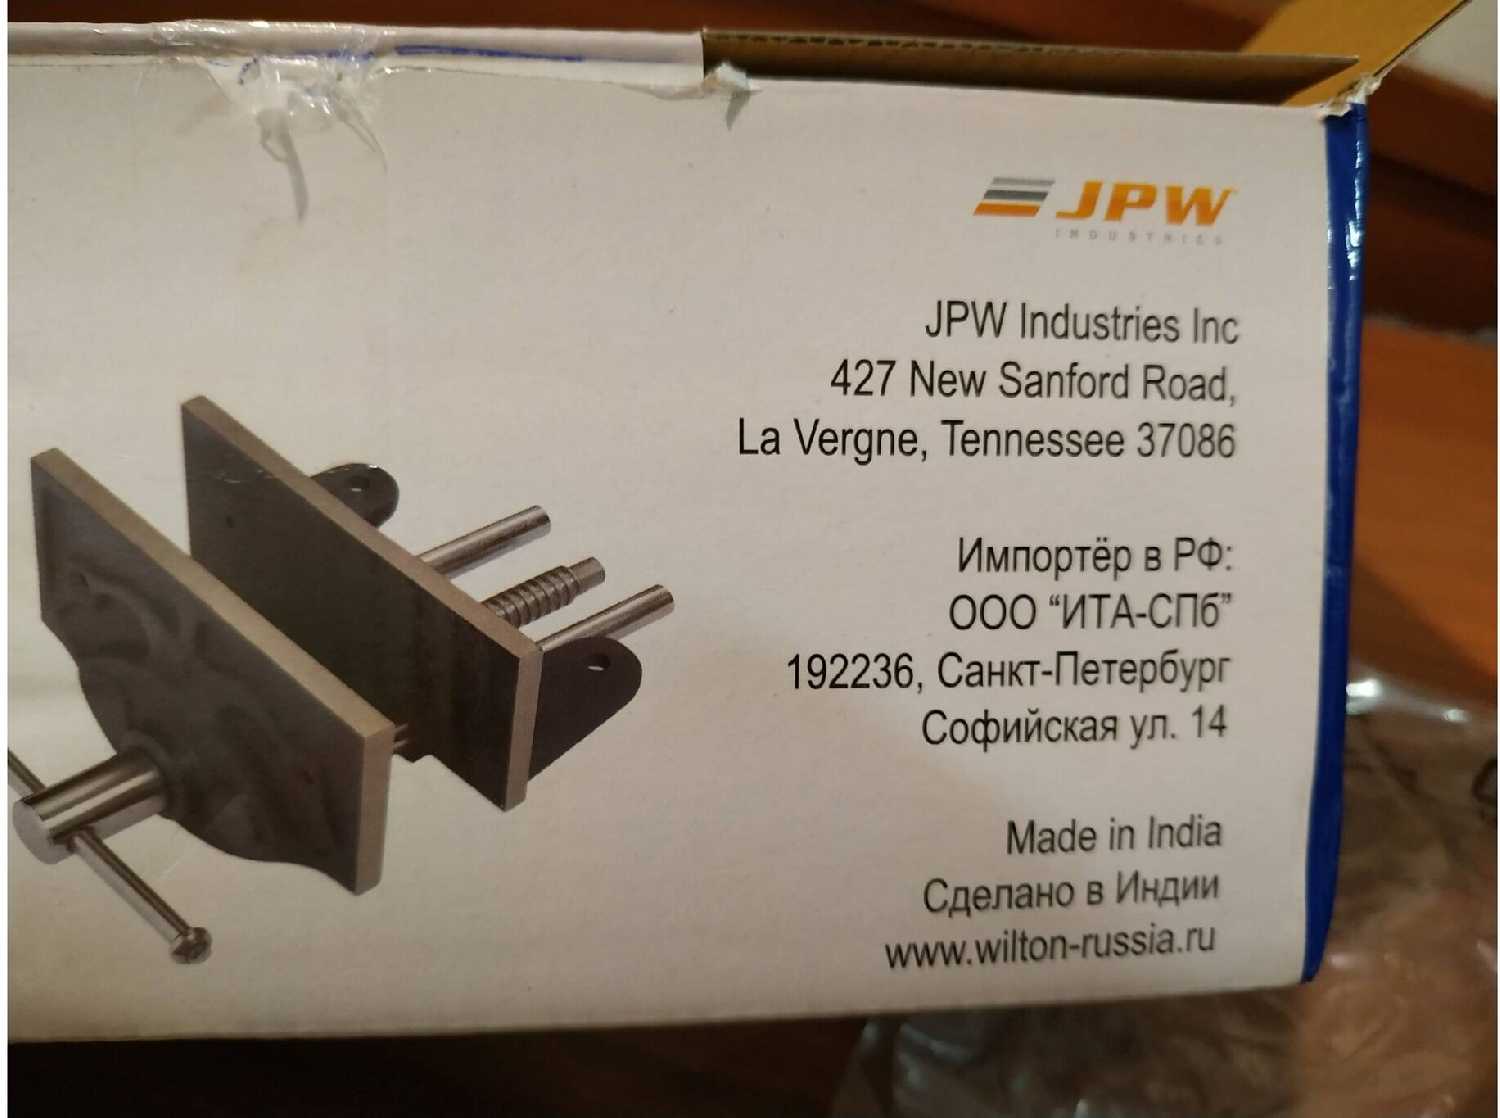 JPW
INDUSTRIES
JPW Industries Inc
427 New Sanford Road,
La Vergne, Tennessee 37086
Импортёр в РФ:
ООО “ИТА-СПб”
192236, Санкт-Петербург
Софийская ул. 14
Made in India
Сделано в Индии
www.wilton-russia.ru